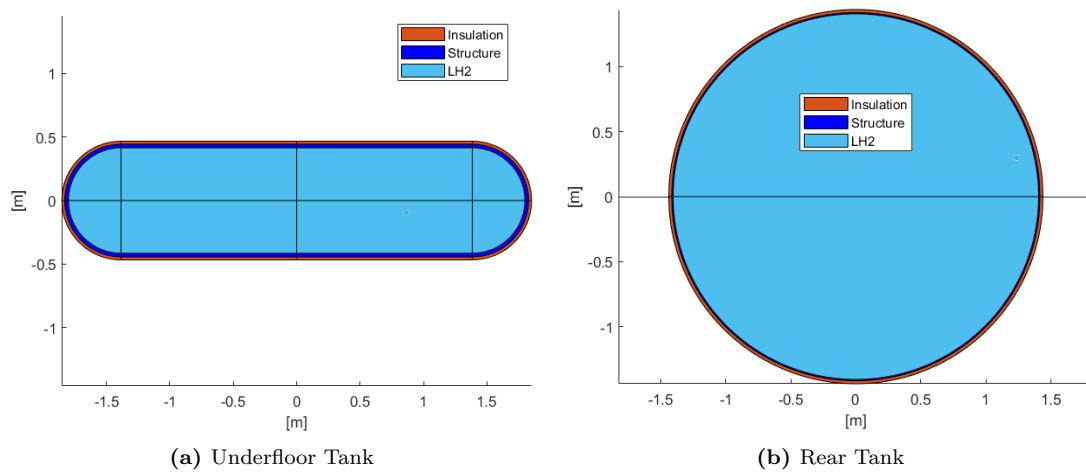 Insulation
Structure
LH2
1
0.5
0
-0.5
-1
[m]
-1.5 -1 -0.5 0 0.5 1 1.5
[m]
(a) Underfloor Tank
Insulation
Structure
LH2
1
0.5
0
-0.5
-1
[m]
-1.5 -1 -0.5 0 0.5 1 1.5
[m]
(b) Rear Tank